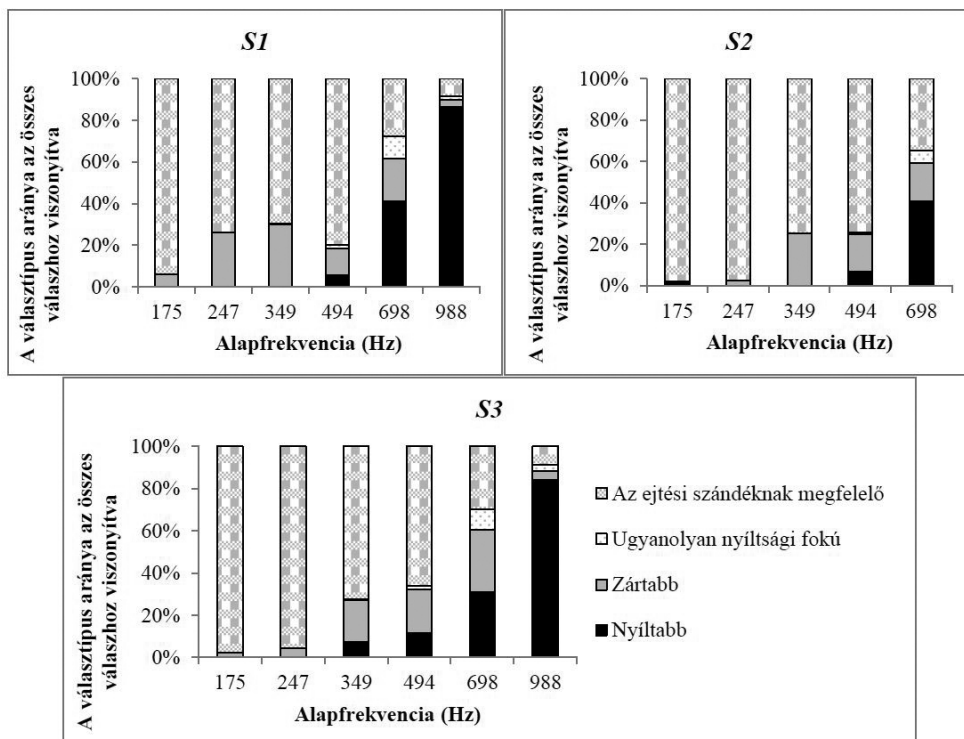 S1
A választípus aránya az összes
válaszhoz viszonyítva
100%
80%
60%
40%
20%
0%
175 247 349 494 698 988
Alapfrekvencia (Hz)
S2
A választípus aránya az összes
válaszhoz viszonyítva
100%
80%
60%
40%
20%
0%
175 247 349 494 698
Alapfrekvencia (Hz)
S3
A választípus aránya az összes
válaszhoz viszonyítva
100%
80%
60%
40%
20%
0%
175 247 349 494 698 988
Alapfrekvencia (Hz)
Az ejtési szándéknak megfelelő
Ugyanolyan nyíltsági fokú
Zártabb
Nyíltabb